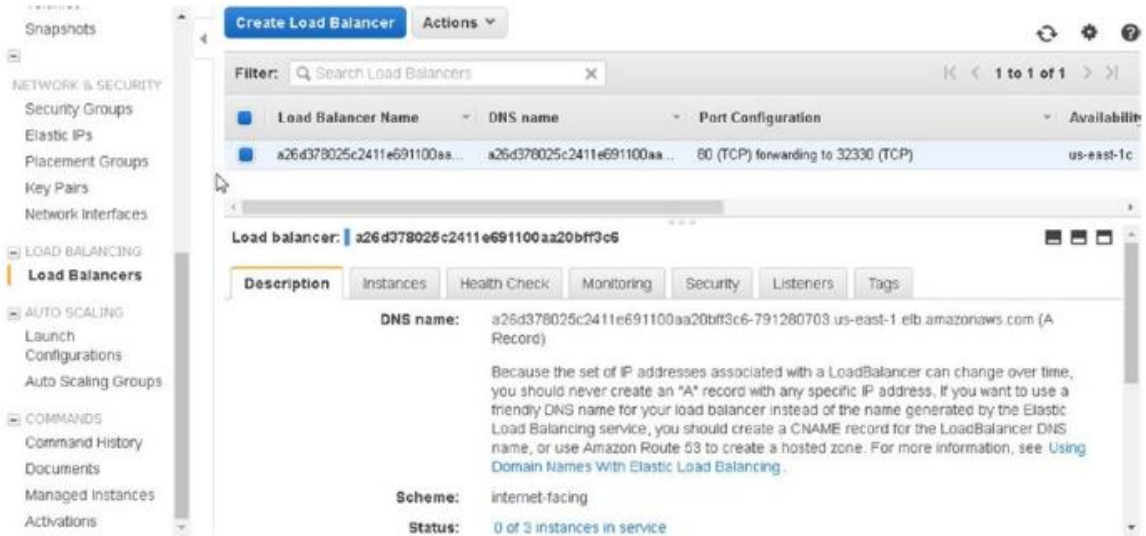 Snapshots
NETWORK & SECURITY
Security Groups
Elastic IPs
Placement Groups
Key Pairs
Network Interfaces
LOAD BALANCING
Load Balancers
AUTO SCALING
Launch
Configurations
Auto Scaling Groups
COMMANDS
Command History
Documents
Managed Instances
Activations
Create Load Balancer Actions
Filter: Search Load Balancers 1 to 1 of 1
Load Balancer Name DNS name Port Configuration Availability
a26d378025c2411e691100aa... a26d378025c2411e691100aa... 80 (TCP) forwarding to 32330 (TCP) us-east-1c
Load balancer: a26d378025c2411e691100aa20bff3c6
Description Instances Health Check Monitoring Security Listeners Tags
DNS name: a26d378025c2411e691100aa20bff3c6-791280703.us-east-1.elb.amazonaws.com (A
Record)
Because the set of IP addresses associated with a LoadBalancer can change over time,
you should never create an "A" record with any specific IP address. If you want to use a
friendly DNS name for your load balancer instead of the name generated by the Elastic
Load Balancing service, you should create a CNAME record for the LoadBalancer DNS
name, or use Amazon Route 53 to create a hosted zone. For more information, see Using
Domain Names With Elastic Load Balancing.
Scheme: internet-facing
Status: 0 of 3 instances in service